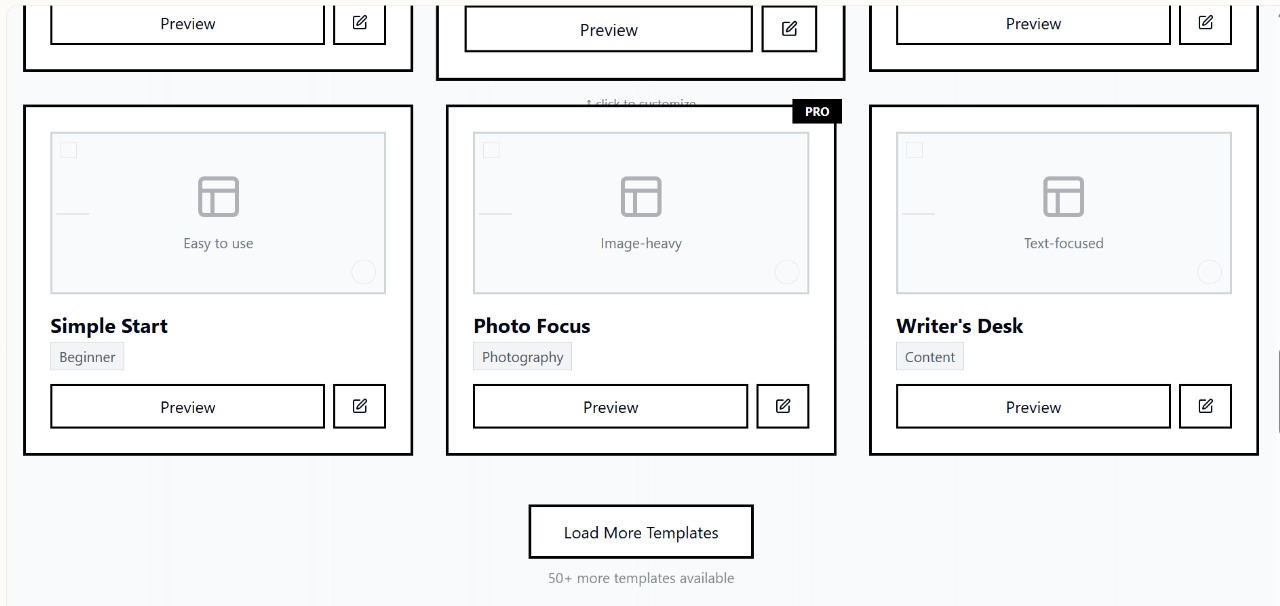 Preview
Preview
Preview
↑ click to customize
PRO
Easy to use
Image-heavy
Text-focused
Simple Start
Photo Focus
Writer's Desk
Beginner
Photography
Content
Preview
Preview
Preview
Load More Templates
50+ more templates available